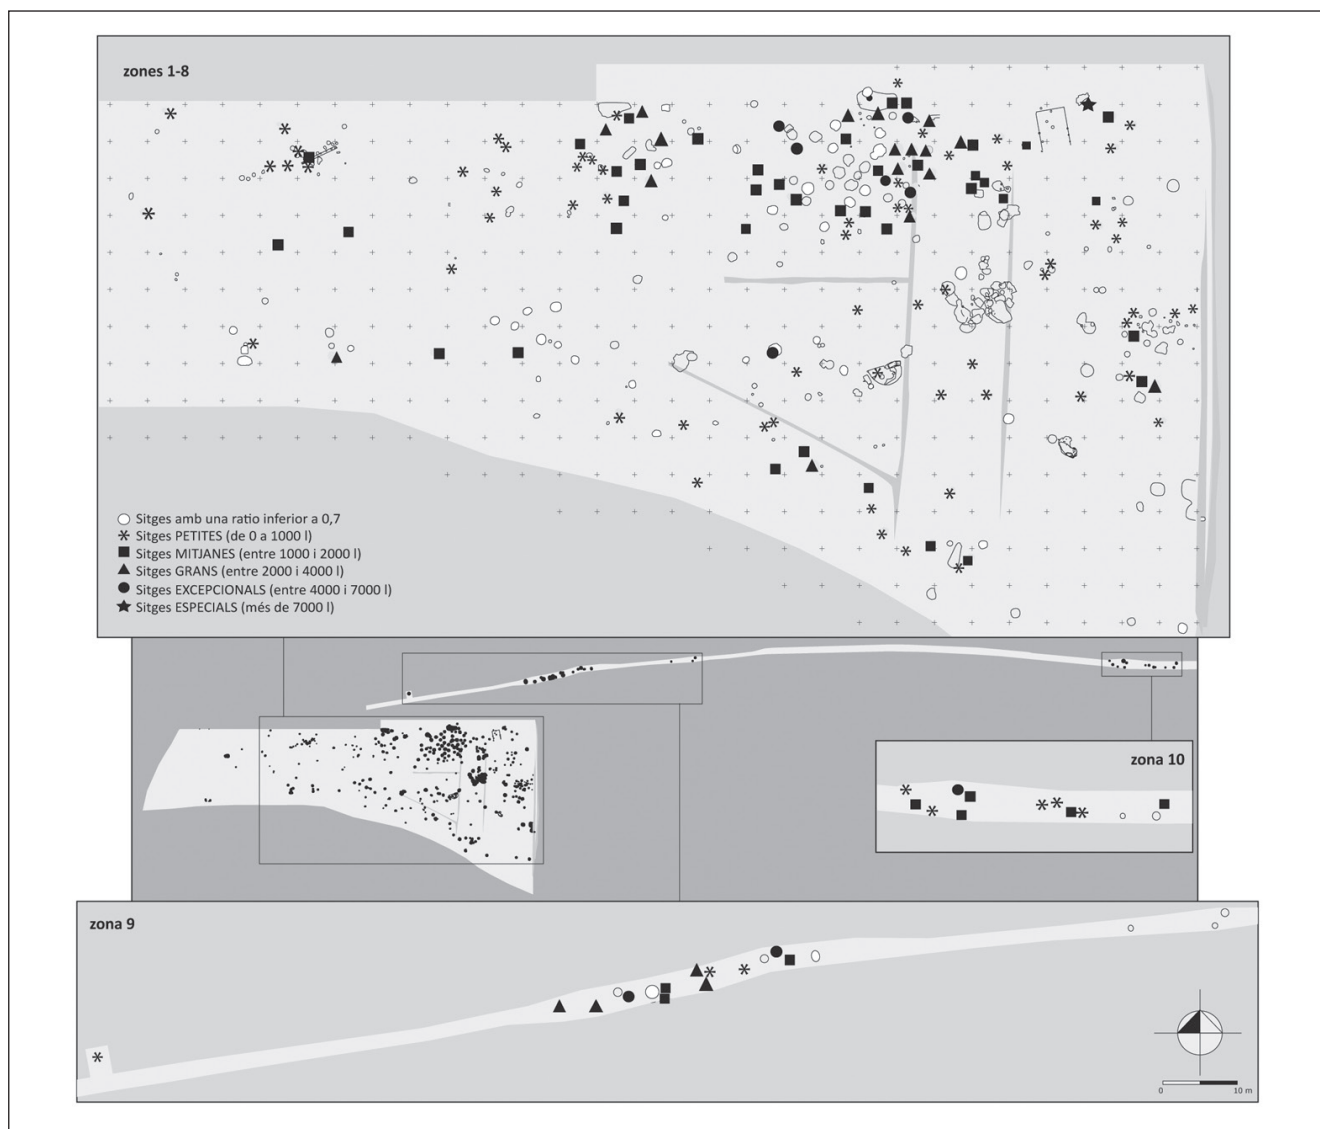 zones 1-8
Sitges amb una ratio inferior a 0,7
Sitges PETITES (de 0 a 1000 l)
Sitges MITJANES (entre 1000 i 2000 l)
Sitges GRANS (entre 2000 i 4000 l)
Sitges EXCEPCIONALS (entre 4000 i 7000 l)
Sitges ESPECIALS (més de 7000 l)
zona 10
zona 9
0 10 m